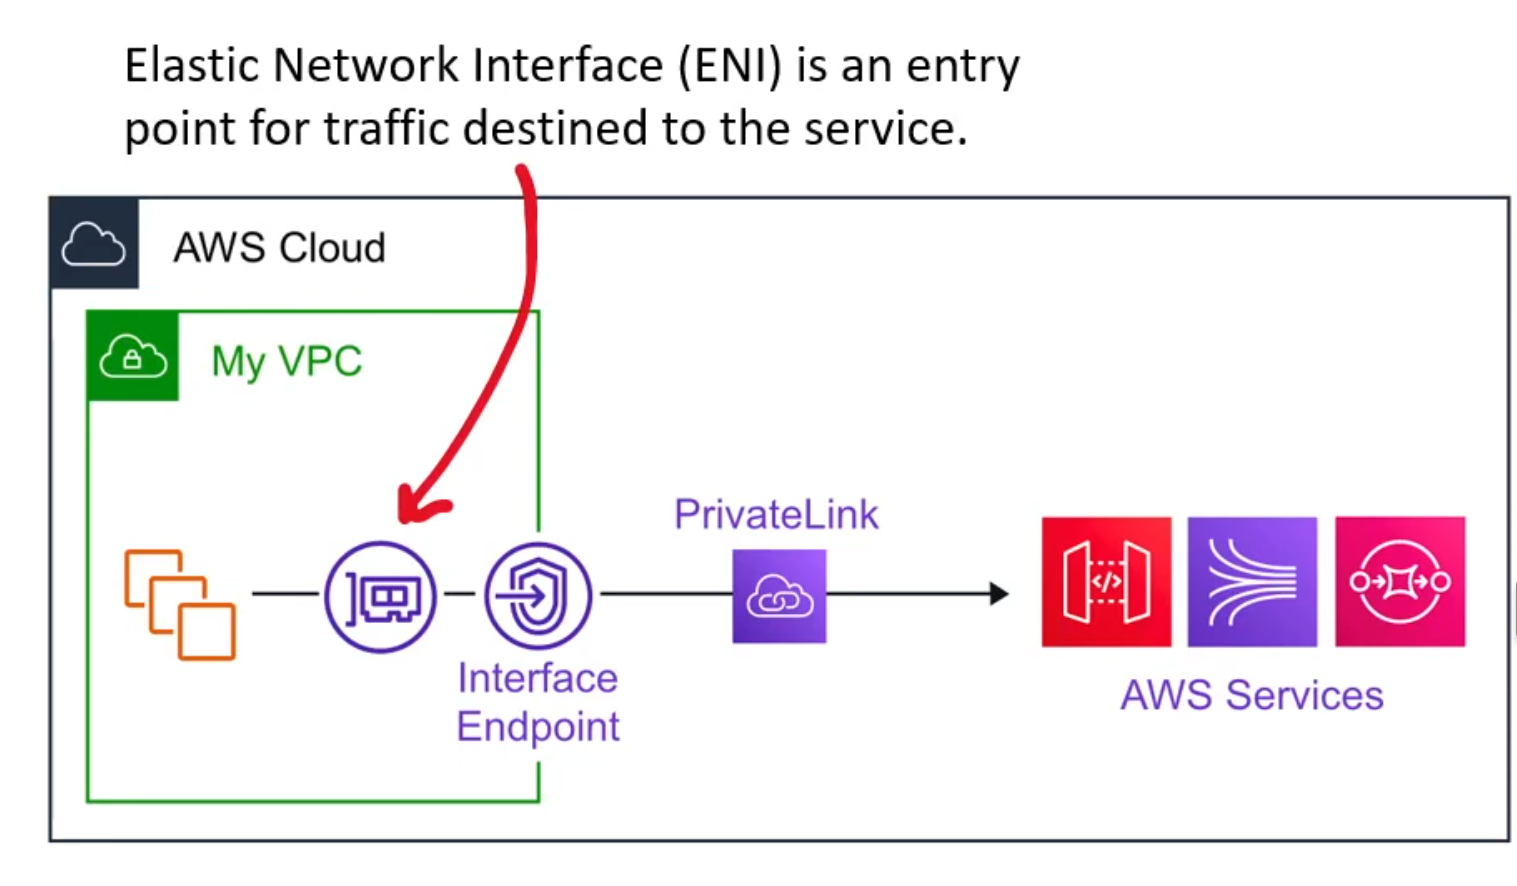 Elastic Network Interface (ENI) is an entry
point for traffic destined to the service.
AWS Cloud
My VPC
PrivateLink
</>
Interface
Endpoint
AWS Services